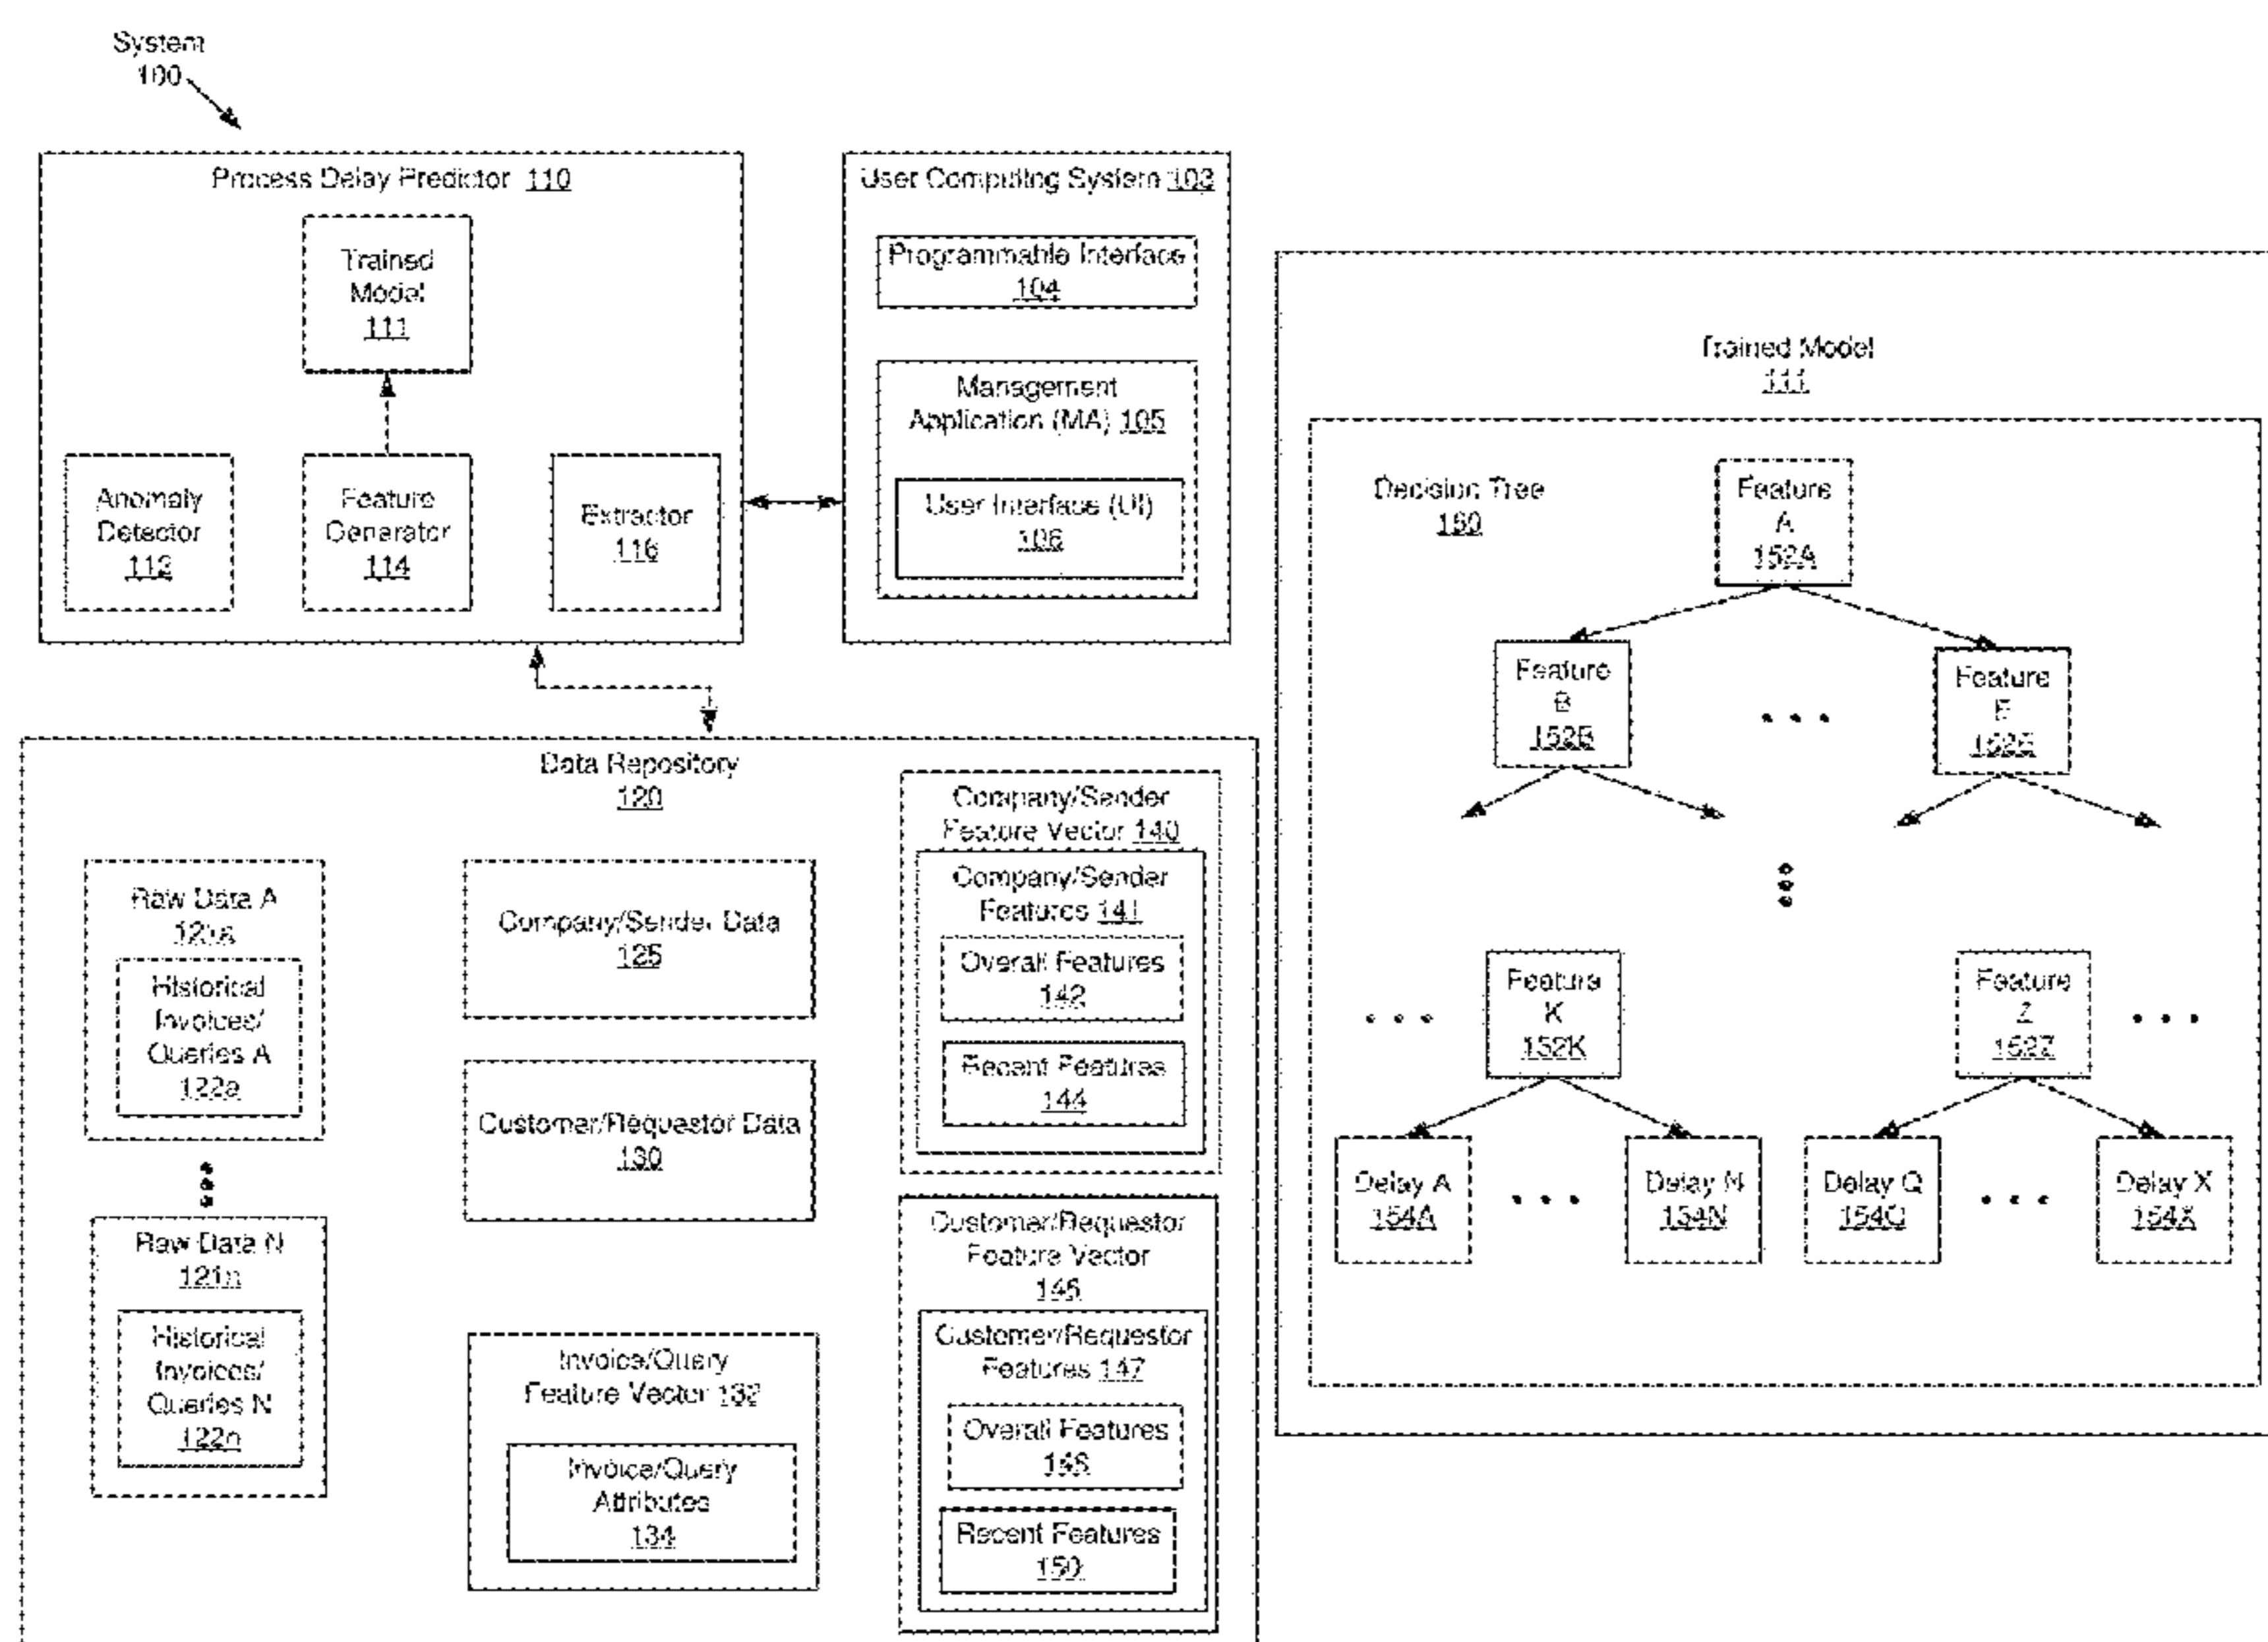 System
100
Process Delay Predictor 110
Trained
Model
111
Anomaly
Detector
112
Feature
Generator
114
Extractor
116
User Computing System 103
Programmable Interface
104
Management
Application (MA) 105
User Interface (UI)
106
Data Repository
120
Raw Data A
121a
Historical
Invoices/
Queries A
122a
Raw Data N
121n
Historical
Invoices/
Queries N
122n
Company/Sender Data
125
Customer/Requestor Data
130
Invoice/Query
Feature Vector 132
Invoice/Query
Attributes
134
Company/Sender
Feature Vector 140
Company/Sender
Features 141
Overall Features
142
Recent Features
144
Customer/Requestor
Feature Vector
146
Customer/Requestor
Features 147
Overall Features
148
Recent Features
150
Trained Model
111
Decision Tree
160
Feature
A
152A
Feature
B
152B
Feature
E
152E
Feature
K
152K
Feature
Z
152Z
Delay A
154A
Delay N
154N
Delay Q
154Q
Delay X
154X